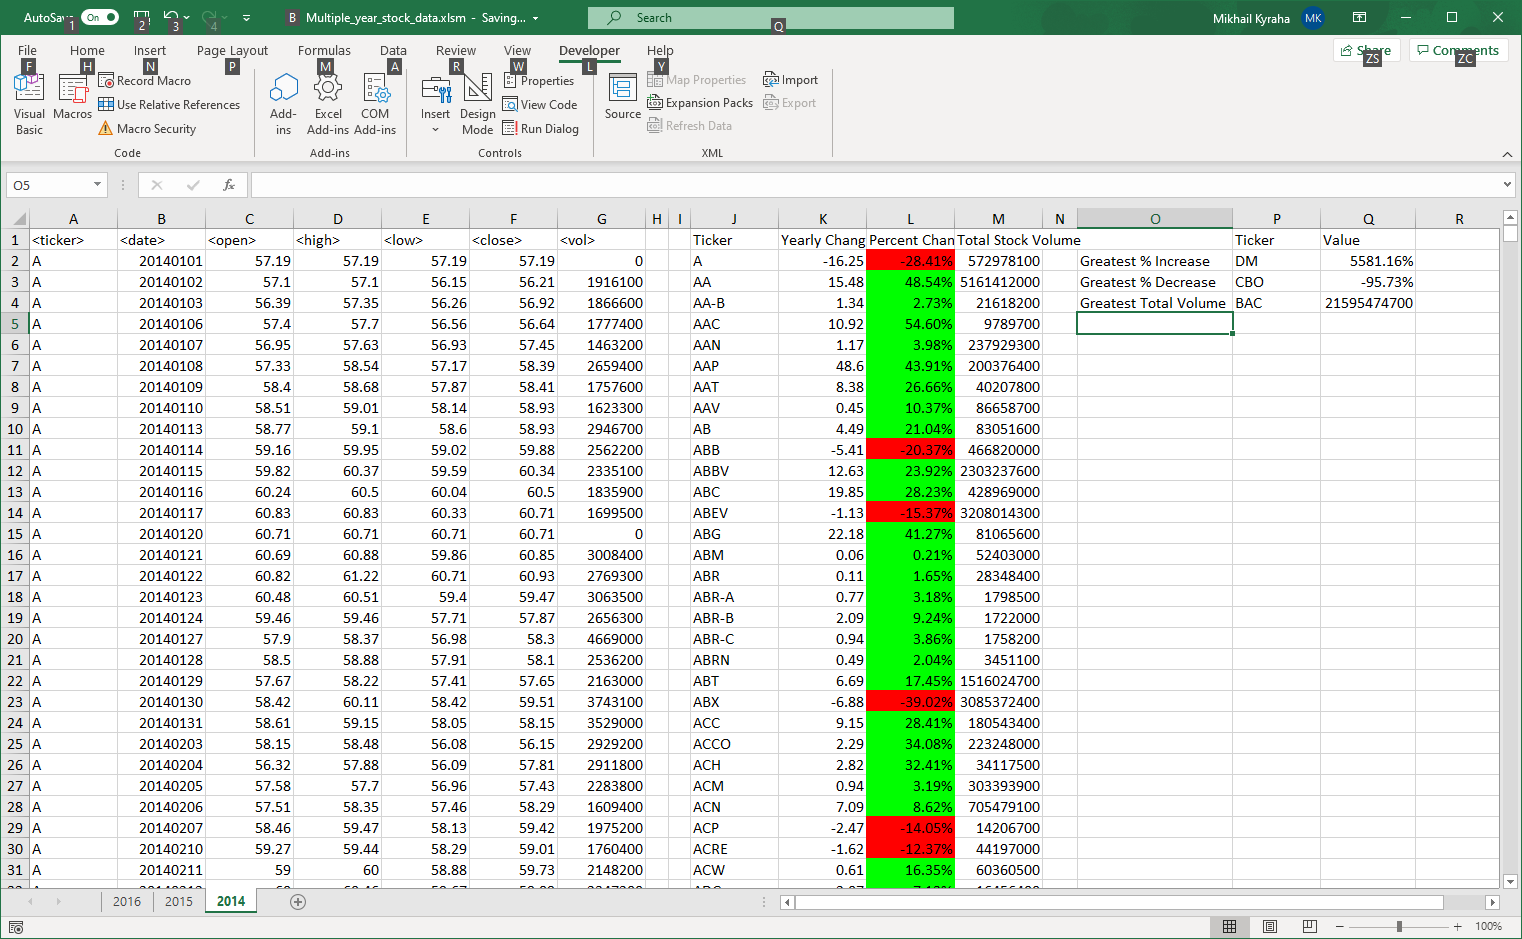 AutoSave On 1 2 3 4 B Multiple_year_stock_data.xlsm - Saving... Search Q Mikhail Kyraha MK
File Home Insert Page Layout Formulas Data Review View Developer Help Share Comments
F H N P M A R W L Y ZS ZC
Visual Basic Macros Record Macro Use Relative References Macro Security
Add-ins Excel Add-ins COM Add-ins
Insert Design Mode Properties View Code Run Dialog
Source Map Properties Expansion Packs Refresh Data Import Export
Code Add-ins Controls XML
O5 fx
A B C D E F G H I J K L M N O P Q R
1 <ticker> <date> <open> <high> <low> <close> <vol> Ticker Yearly Chang Percent Chan Total Stock Volume Ticker Value
2 A 20140101 57.19 57.19 57.19 57.19 0 A -16.25 -28.41% 572978100 Greatest % Increase DM 5581.16%
3 A 20140102 57.1 57.1 56.15 56.21 1916100 AA 15.48 48.54% 5161412000 Greatest % Decrease CBO -95.73%
4 A 20140103 56.39 57.35 56.26 56.92 1866600 AA-B 1.34 2.73% 21618200 Greatest Total Volume BAC 21595474700
5 A 20140106 57.4 57.7 56.56 56.64 1777400 AAC 10.92 54.60% 9789700
6 A 20140107 56.95 57.63 56.93 57.45 1463200 AAN 1.17 3.98% 237929300
7 A 20140108 57.33 58.54 57.17 58.39 2659400 AAP 48.6 43.91% 200376400
8 A 20140109 58.4 58.68 57.87 58.41 1757600 AAT 8.38 26.66% 40207800
9 A 20140110 58.51 59.01 58.14 58.93 1623300 AAV 0.45 10.37% 86658700
10 A 20140113 58.77 59.1 58.6 58.93 2946700 AB 4.49 21.04% 83051600
11 A 20140114 59.16 59.95 59.02 59.88 2562200 ABB -5.41 -20.37% 466820000
12 A 20140115 59.82 60.37 59.59 60.34 2335100 ABBV 12.63 23.92% 2303237600
13 A 20140116 60.24 60.5 60.04 60.5 1835900 ABC 19.85 28.23% 428969000
14 A 20140117 60.83 60.83 60.33 60.71 1699500 ABEV -1.13 -15.37% 3208014300
15 A 20140120 60.71 60.71 60.71 60.71 0 ABG 22.18 41.27% 81065600
16 A 20140121 60.69 60.88 59.86 60.85 3008400 ABM 0.06 0.21% 52403000
17 A 20140122 60.82 61.22 60.71 60.93 2769300 ABR 0.11 1.65% 28348400
18 A 20140123 60.48 60.51 59.4 59.47 3063500 ABR-A 0.77 3.18% 1798500
19 A 20140124 59.46 59.46 57.71 57.87 2656300 ABR-B 2.09 9.24% 1722000
20 A 20140127 57.9 58.37 56.98 58.3 4669000 ABR-C 0.94 3.86% 1758200
21 A 20140128 58.5 58.88 57.91 58.1 2536200 ABRN 0.49 2.04% 3451100
22 A 20140129 57.67 58.22 57.41 57.65 2163000 ABT 6.69 17.45% 1516024700
23 A 20140130 58.42 60.11 58.42 59.51 3743100 ABX -6.88 -39.02% 3085372400
24 A 20140131 58.61 59.15 58.05 58.15 3529000 ACC 9.15 28.41% 180543400
25 A 20140203 58.15 58.48 56.08 56.15 2929200 ACCO 2.29 34.08% 223248000
26 A 20140204 56.32 57.88 56.09 57.81 2911800 ACH 2.82 32.41% 34117500
27 A 20140205 57.58 57.7 56.96 57.43 2283800 ACM 0.94 3.19% 303393900
28 A 20140206 57.51 58.35 57.46 58.29 1609400 ACN 7.09 8.62% 705479100
29 A 20140207 58.46 59.47 58.13 59.42 1975200 ACP -2.47 -14.05% 14206700
30 A 20140210 59.27 59.44 58.29 59.01 1760400 ACRE -1.62 -12.37% 44197000
31 A 20140211 59 60 58.88 59.73 2148200 ACW 0.61 16.35% 60360500
2016 2015 2014
100%